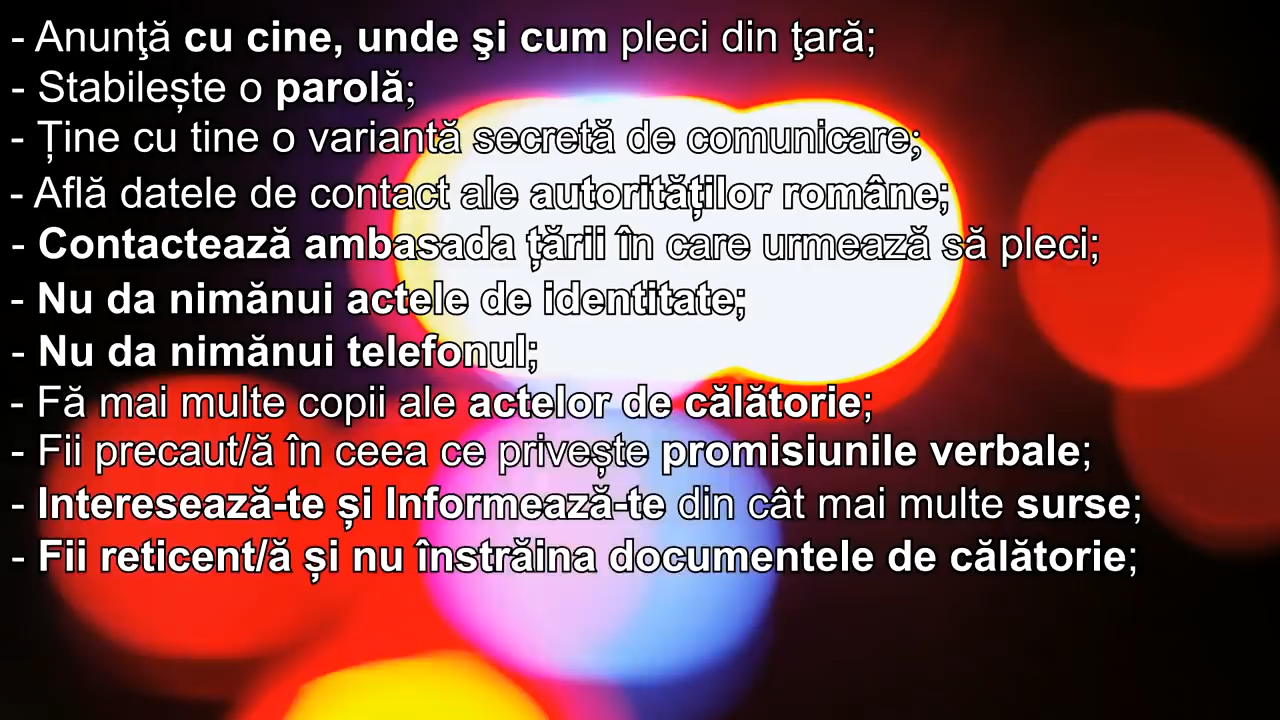 - Anunţă cu cine, unde şi cum pleci din ţară;
- Stabilește o parolă;
- Ține cu tine o variantă secretă de comunicare;
- Află datele de contact ale autorităților române;
- Contactează ambasada țării în care urmează să pleci;
- Nu da nimănui actele de identitate;
- Nu da nimănui telefonul;
- Fă mai multe copii ale actelor de călătorie;
- Fii precaut/ă în ceea ce privește promisiunile verbale;
- Interesează-te și Informează-te din cât mai multe surse;
- Fii reticent/ă și nu înstrăina documentele de călătorie;